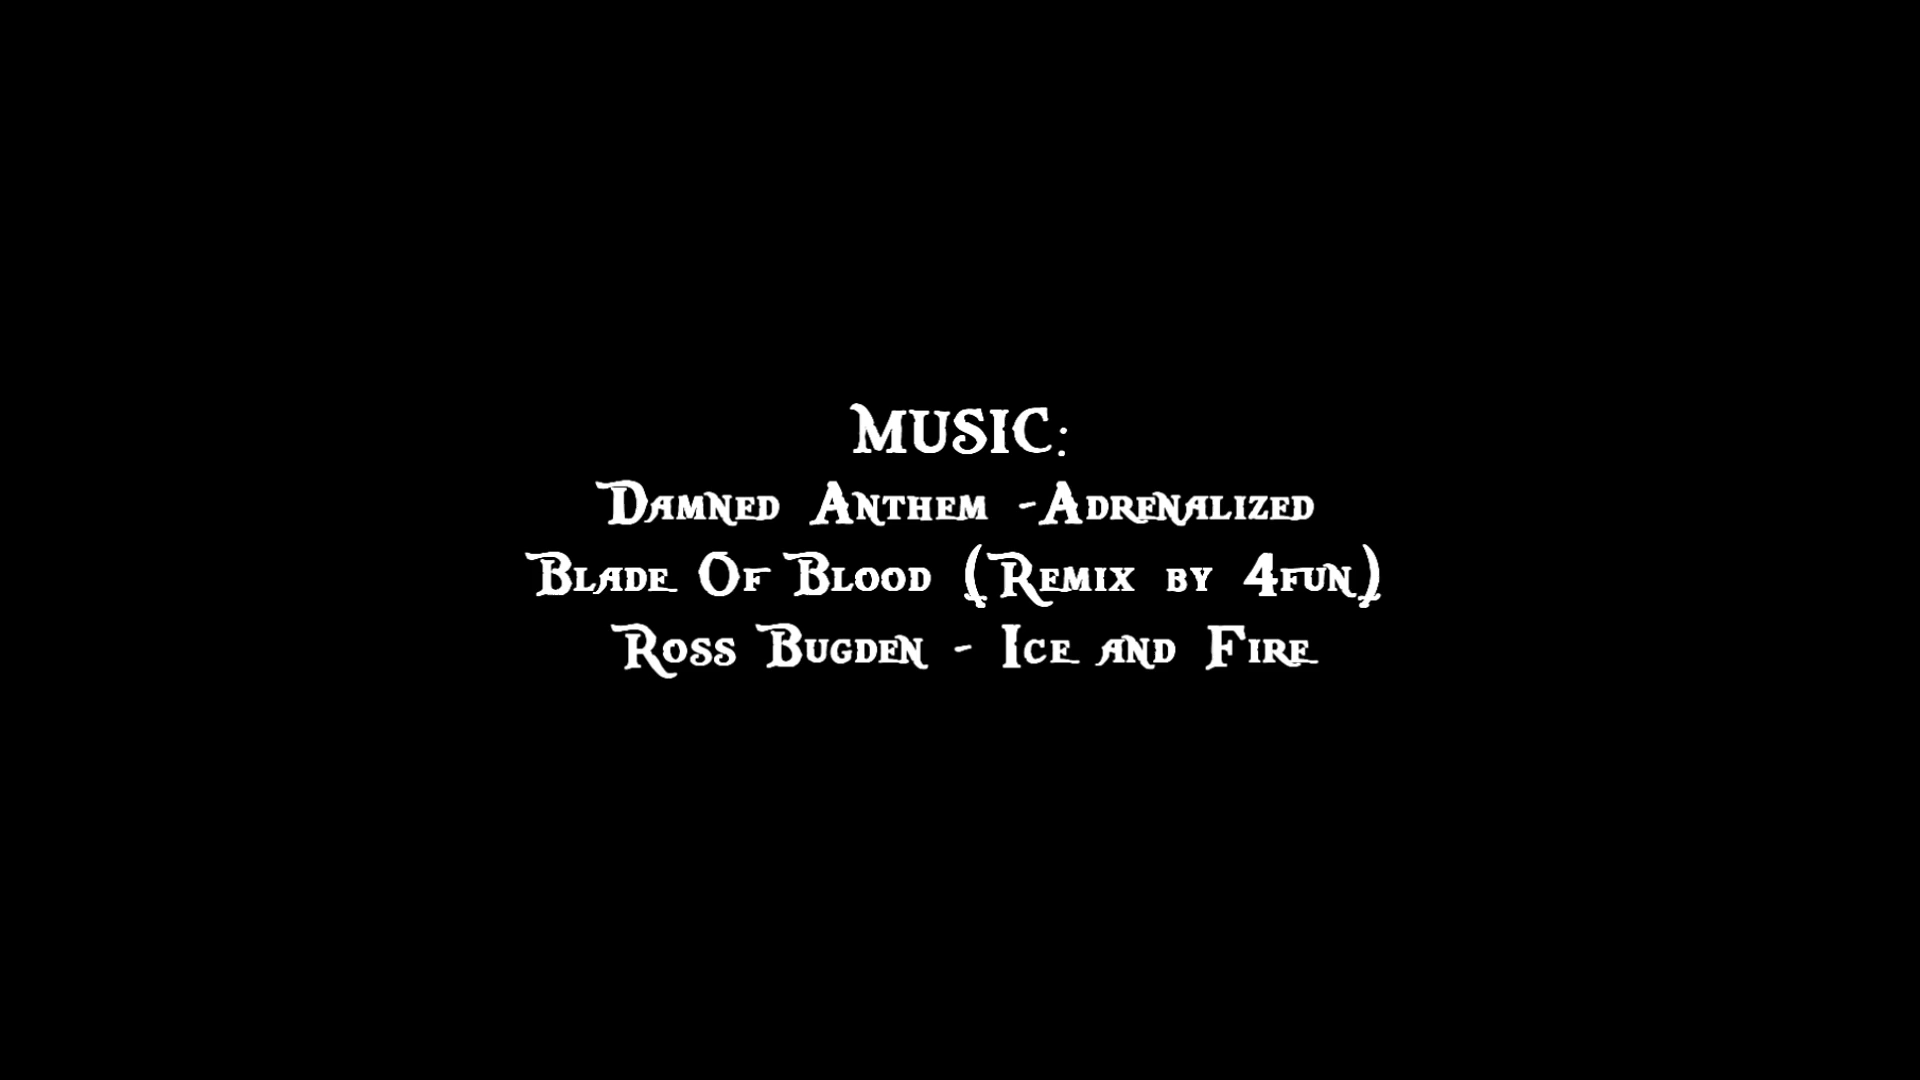 MUSIC:
Damned Anthem -Adrenalized
Blade Of Blood (Remix by 4fun)
Ross Bugden - Ice and Fire